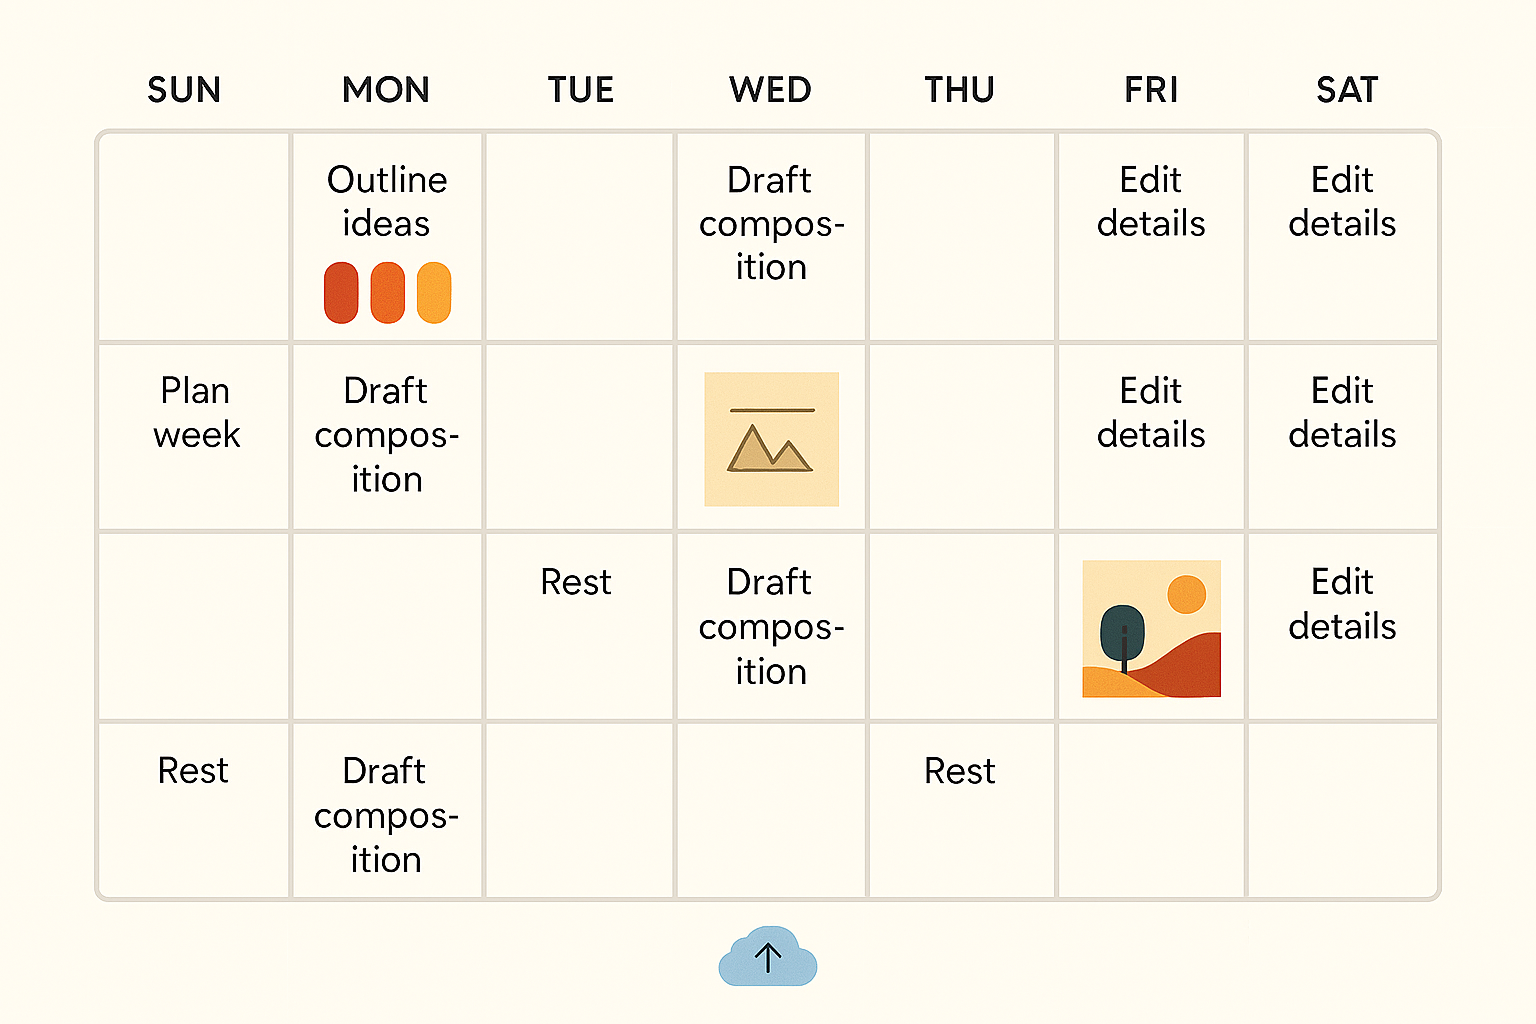 SUN MON TUE WED THU FRI SAT
Outline
ideas
Draft
compos-
ition
Edit
details
Edit
details
Plan
week
Draft
compos-
ition
Edit
details
Edit
details
Rest
Draft
compos-
ition
Edit
details
Rest
Draft
compos-
ition
Rest